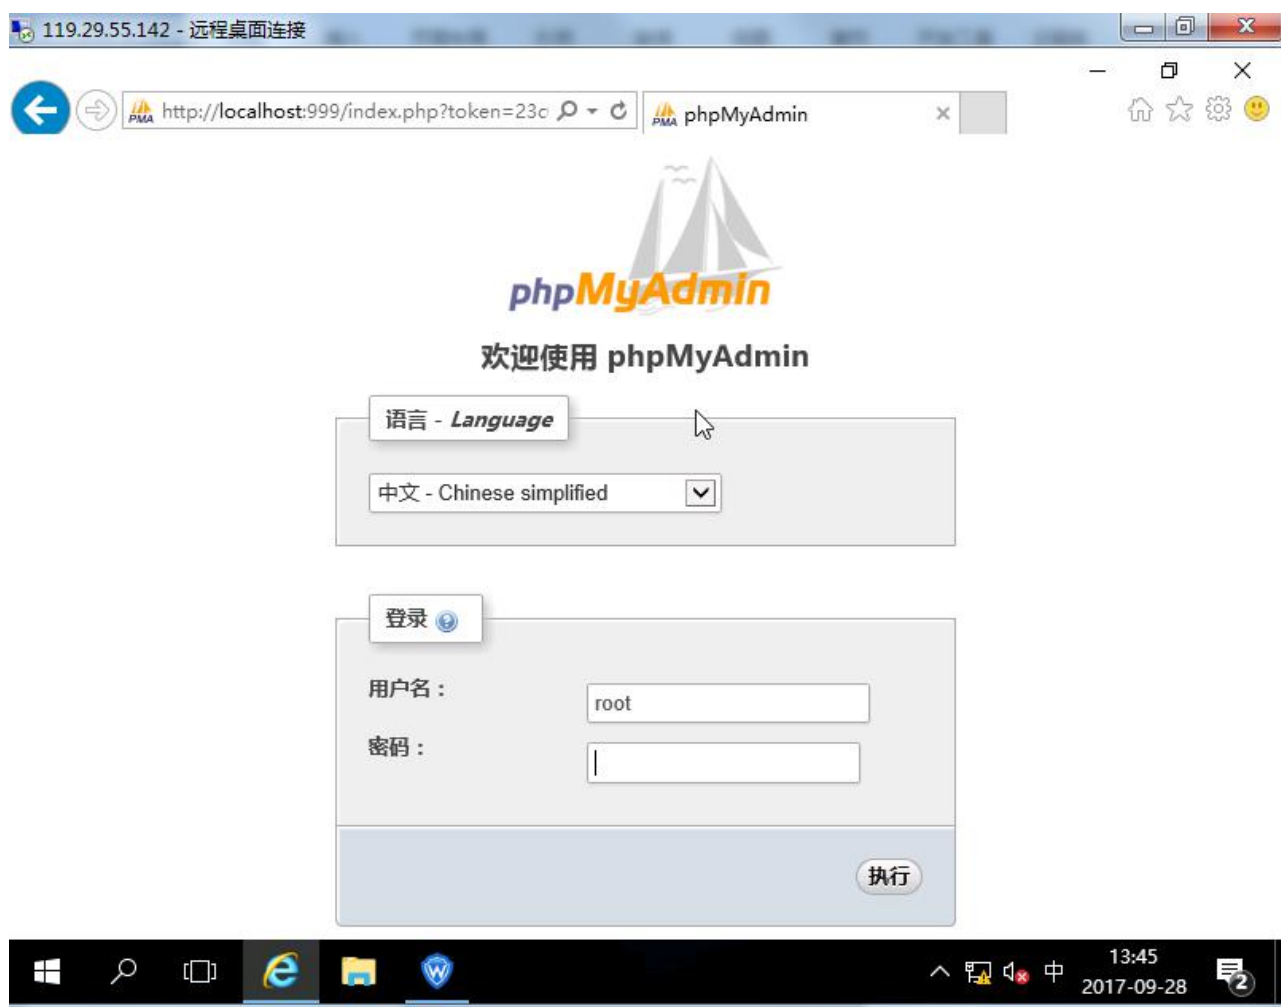 119.29.55.142 - 远程桌面连接
http://localhost:999/index.php?token=23c
phpMyAdmin
phpMyAdmin
欢迎使用 phpMyAdmin
语言 - Language
中文 - Chinese simplified
登录
用户名：
root
密码：
执行
中
13:45
2017-09-28
2